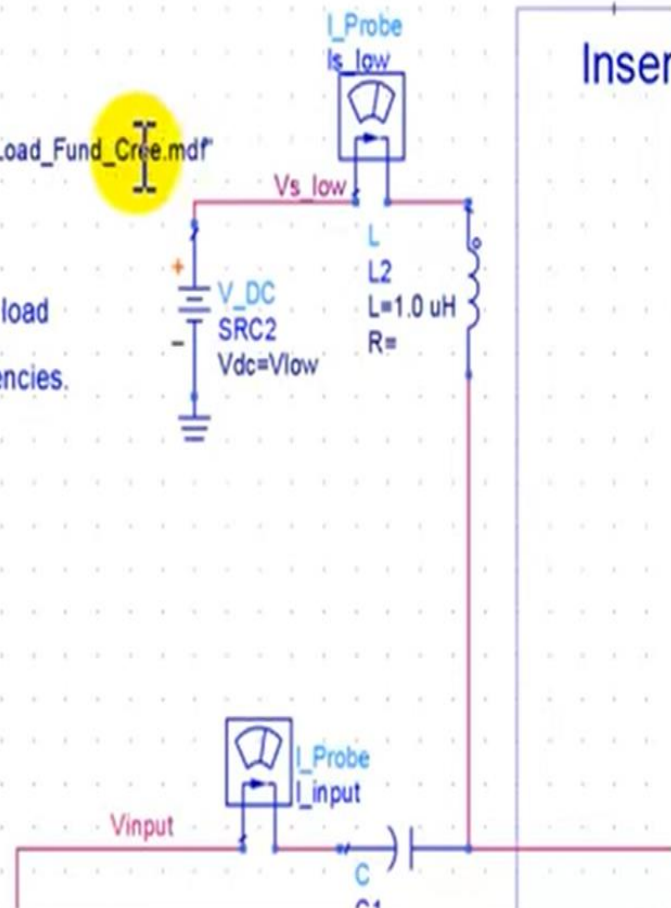 I_Probe
Is_low
Inser
Load_Fund_Cree.mdf"
Vs_low
L
L2
L=1.0 uH
R=
+
V_DC
SRC2
Vdc=Vlow
-
load
encies.
I_Probe
I_input
Vinput
C
C1